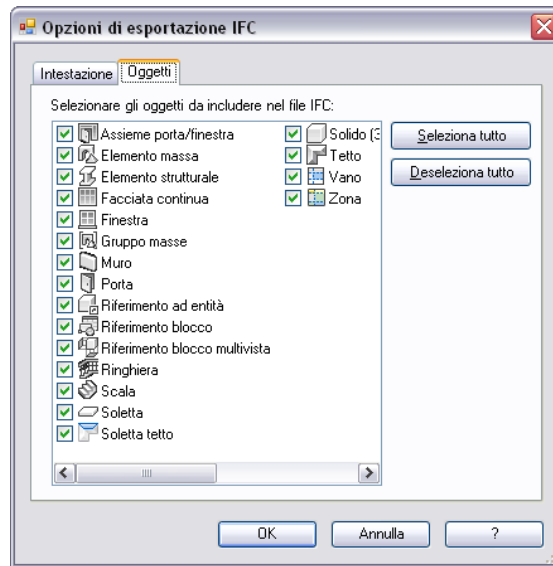 Opzioni di esportazione IFC
Intestazione
Oggetti
Selezionare gli oggetti da includere nel file IFC:
Assieme porta/finestra
Elemento massa
Elemento strutturale
Facciata continua
Finestra
Gruppo masse
Muro
Porta
Riferimento ad entità
Riferimento blocco
Riferimento blocco multivista
Ringhiera
Scala
Soletta
Soletta tetto
Solido (3
Tetto
Vano
Zona
Seleziona tutto
Deseleziona tutto
OK
Annulla
?